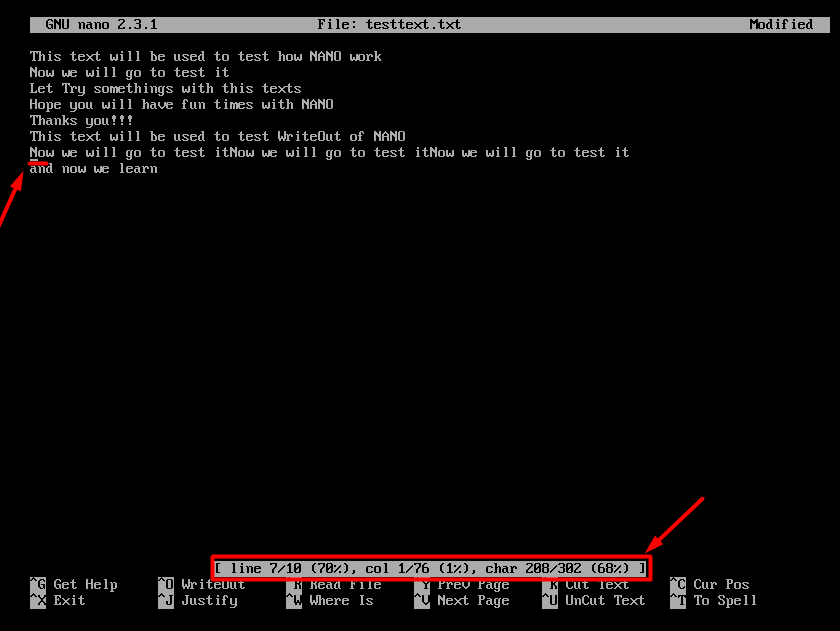 GNU nano 2.3.1 File: testtext.txt Modified
This text will be used to test how NANO work
Now we will go to test it
Let Try somethings with this texts
Hope you will have fun times with NANO
Thanks you!!!
This text will be used to test WriteOut of NANO
Now we will go to test itNow we will go to test itNow we will go to test it
and now we learn
[ line 7/10 (70%), col 1/76 (1%), char 208/302 (68%) ]
^G Get Help ^O WriteOut ^R Read File ^Y Prev Page ^K Cut Text ^C Cur Pos
^X Exit ^J Justify ^W Where Is ^V Next Page ^U UnCut Text ^T To Spell